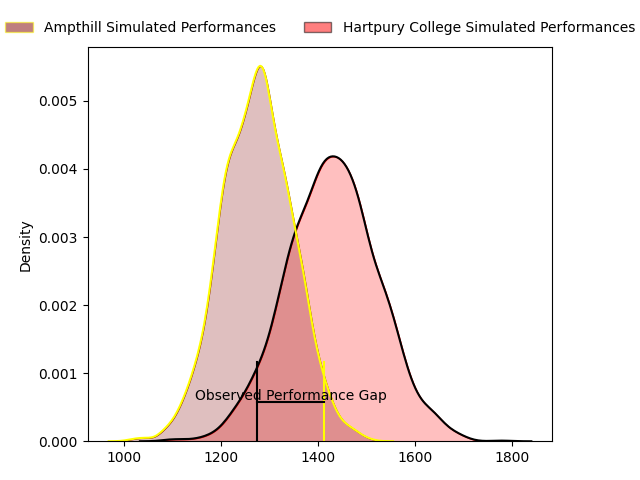 Ampthill Simulated Performances
Hartpury College Simulated Performances
Density
0.005
0.004
0.003
0.002
0.001
0.000
Observed Performance Gap
1000 1200 1400 1600 1800